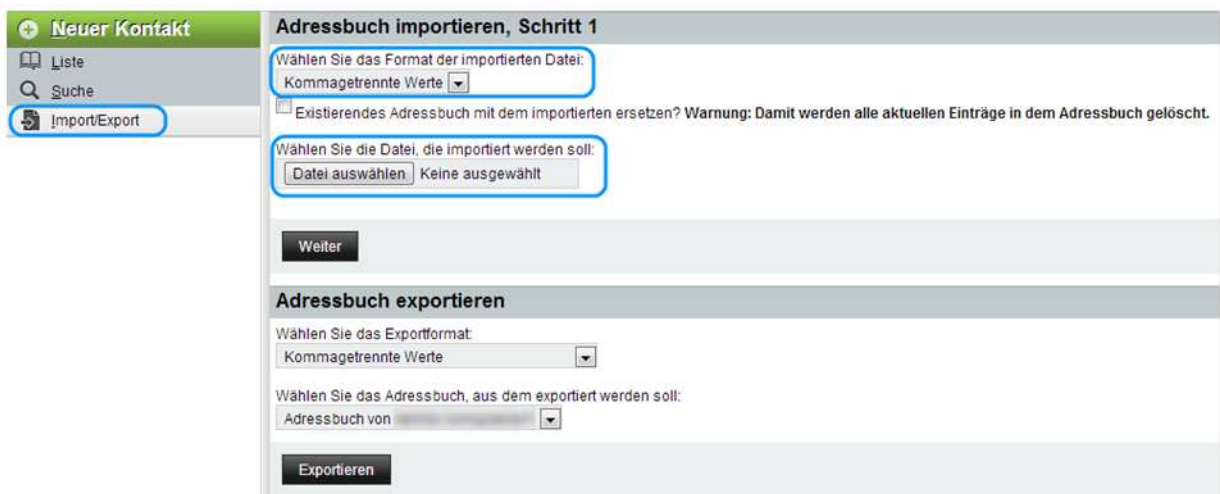 Neuer Kontakt
Liste
Suche
Import/Export
Adressbuch importieren, Schritt 1
Wählen Sie das Format der importierten Datei:
Kommagetrennte Werte
Existierendes Adressbuch mit dem importierten ersetzen? Warnung: Damit werden alle aktuellen Einträge in dem Adressbuch gelöscht.
Wählen Sie die Datei, die importiert werden soll:
Datei auswählen Keine ausgewählt
Weiter
Adressbuch exportieren
Wählen Sie das Exportformat:
Kommagetrennte Werte
Wählen Sie das Adressbuch, aus dem exportiert werden soll:
Adressbuch von
Exportieren